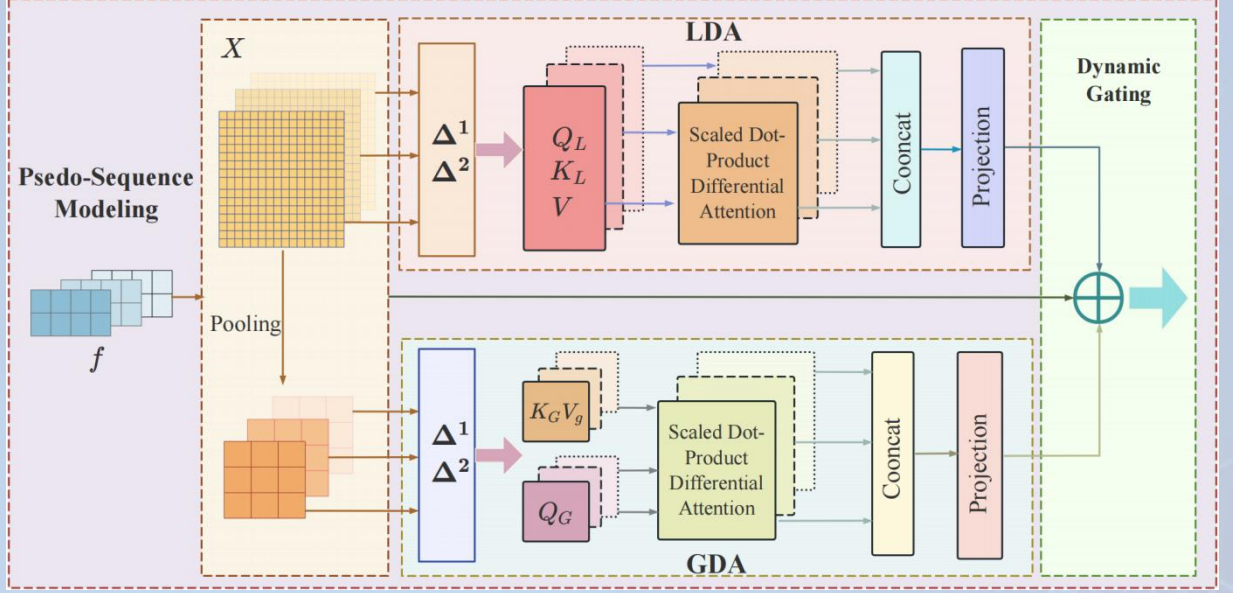 Psedo-Sequence
Modeling
f
X
Pooling
LDA
Δ¹
Δ²
Q_L
K_L
V
Scaled Dot-
Product
Differential
Attention
Cooncat
Projection
Dynamic
Gating
Δ¹
Δ²
K_G V_g
Q_G
Scaled Dot-
Product
Differential
Attention
Cooncat
Projection
GDA